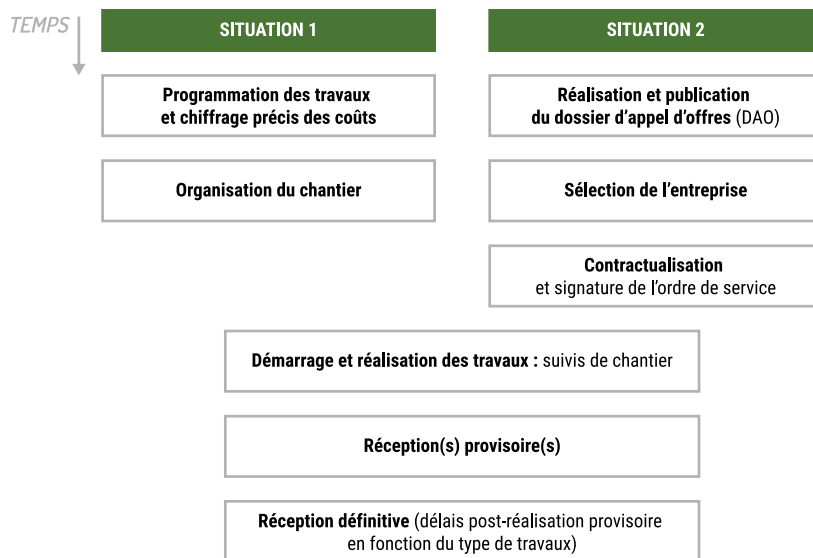 TEMPS
SITUATION 1
SITUATION 2
Programmation des travaux
et chiffrage précis des coûts
Réalisation et publication
du dossier d'appel d'offres (DAO)
Organisation du chantier
Sélection de l'entreprise
Contractualisation
et signature de l'ordre de service
Démarrage et réalisation des travaux : suivis de chantier
Réception(s) provisoire(s)
Réception définitive (délais post-réalisation provisoire
en fonction du type de travaux)